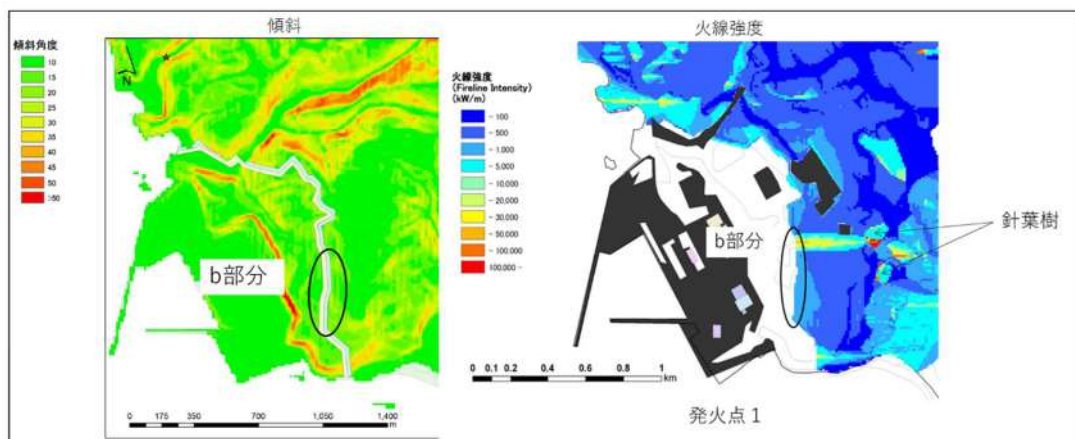 傾斜
傾斜角度
10
15
20
25
30
35
40
45
50
>60
N
b部分
0 175 350 700 1,050 1,400
m
火線強度
火線強度
(Fireline Intensity)
(kW/m)
- 100
- 500
- 1,000
- 5,000
- 10,000
- 20,000
- 30,000
- 50,000
- 100,000
100,000 -
b部分
針葉樹
0 0.1 0.2 0.4 0.6 0.8 1
km
発火点 1